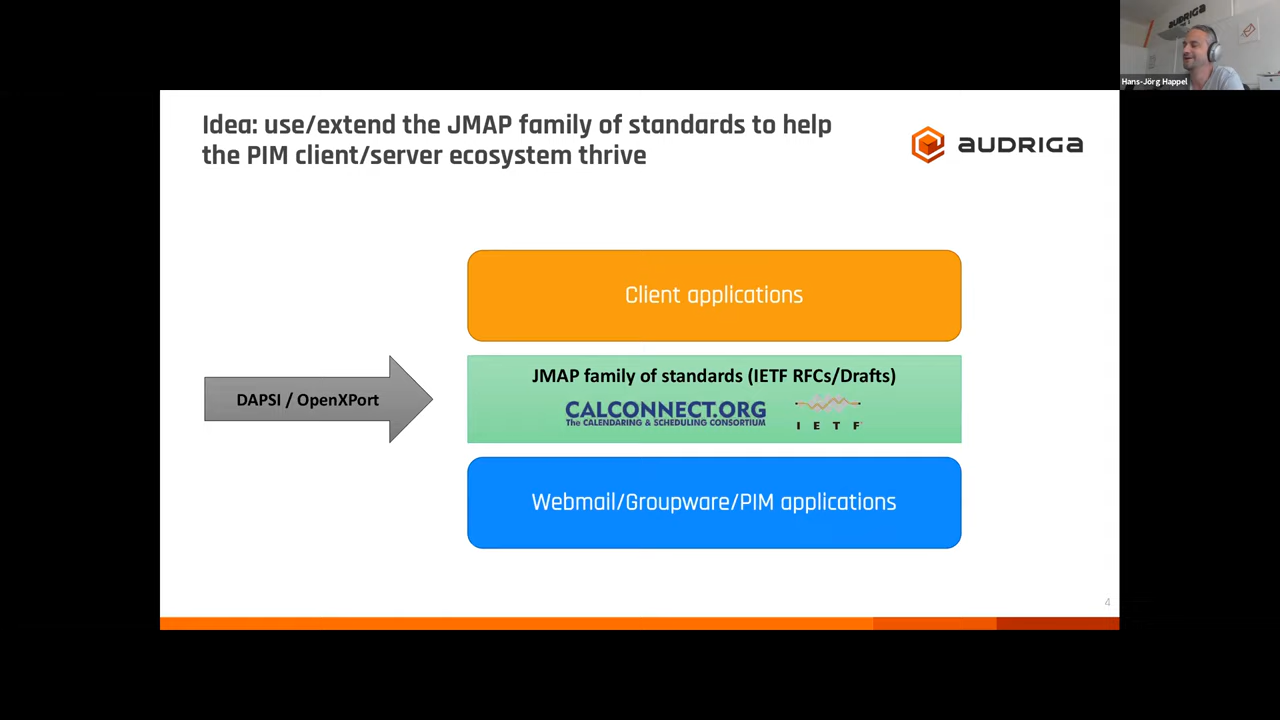 AUDRIGA
Hans-Jörg Happel
Idea: use/extend the JMAP family of standards to help
the PIM client/server ecosystem thrive
AUDRIGA
Client applications
JMAP family of standards (IETF RFCs/Drafts)
DAPSI / OpenXPort
CALCONNECT.ORG
The CALENDARING & SCHEDULING CONSORTIUM
I E T F
Webmail/Groupware/PIM applications
4